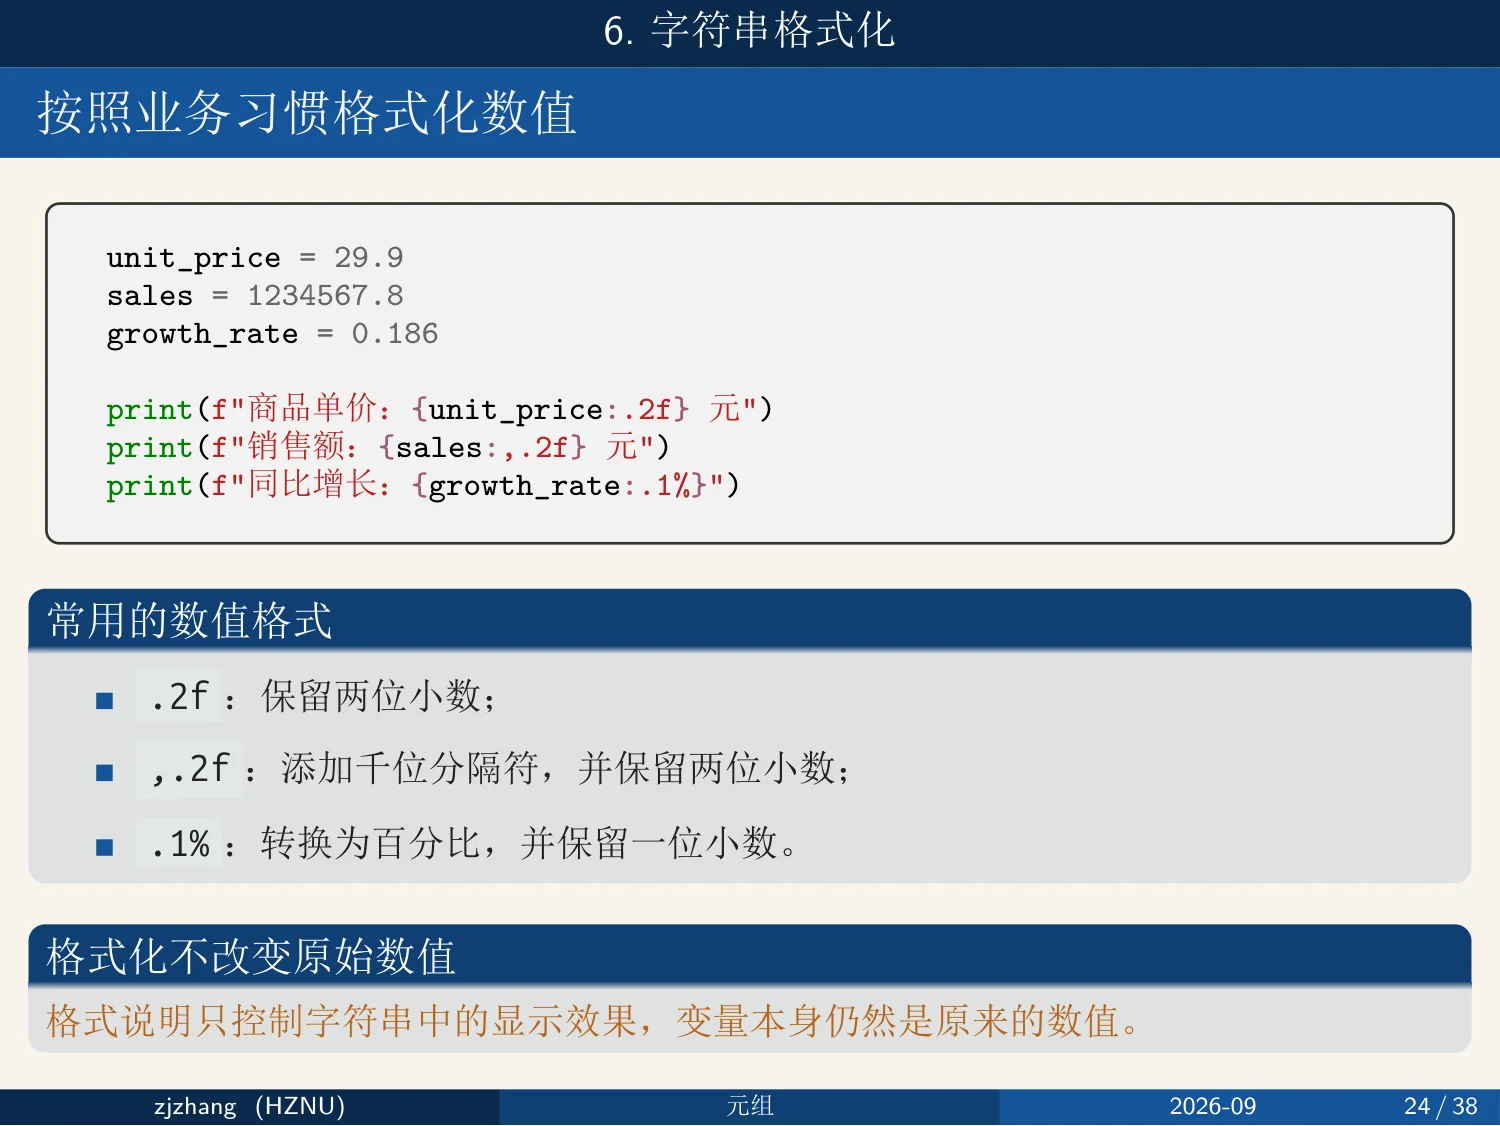 6. 字符串格式化
按照业务习惯格式化数值
unit_price = 29.9
sales = 1234567.8
growth_rate = 0.186
print(f"商品单价：{unit_price:.2f} 元")
print(f"销售额：{sales:,.2f} 元")
print(f"同比增长：{growth_rate:.1%}")
常用的数值格式
.2f：保留两位小数；
,.2f：添加千位分隔符，并保留两位小数；
.1%：转换为百分比，并保留一位小数。
格式化不改变原始数值
格式说明只控制字符串中的显示效果，变量本身仍然是原来的数值。
zjzhang (HZNU) 元组 2026-09 24 / 38